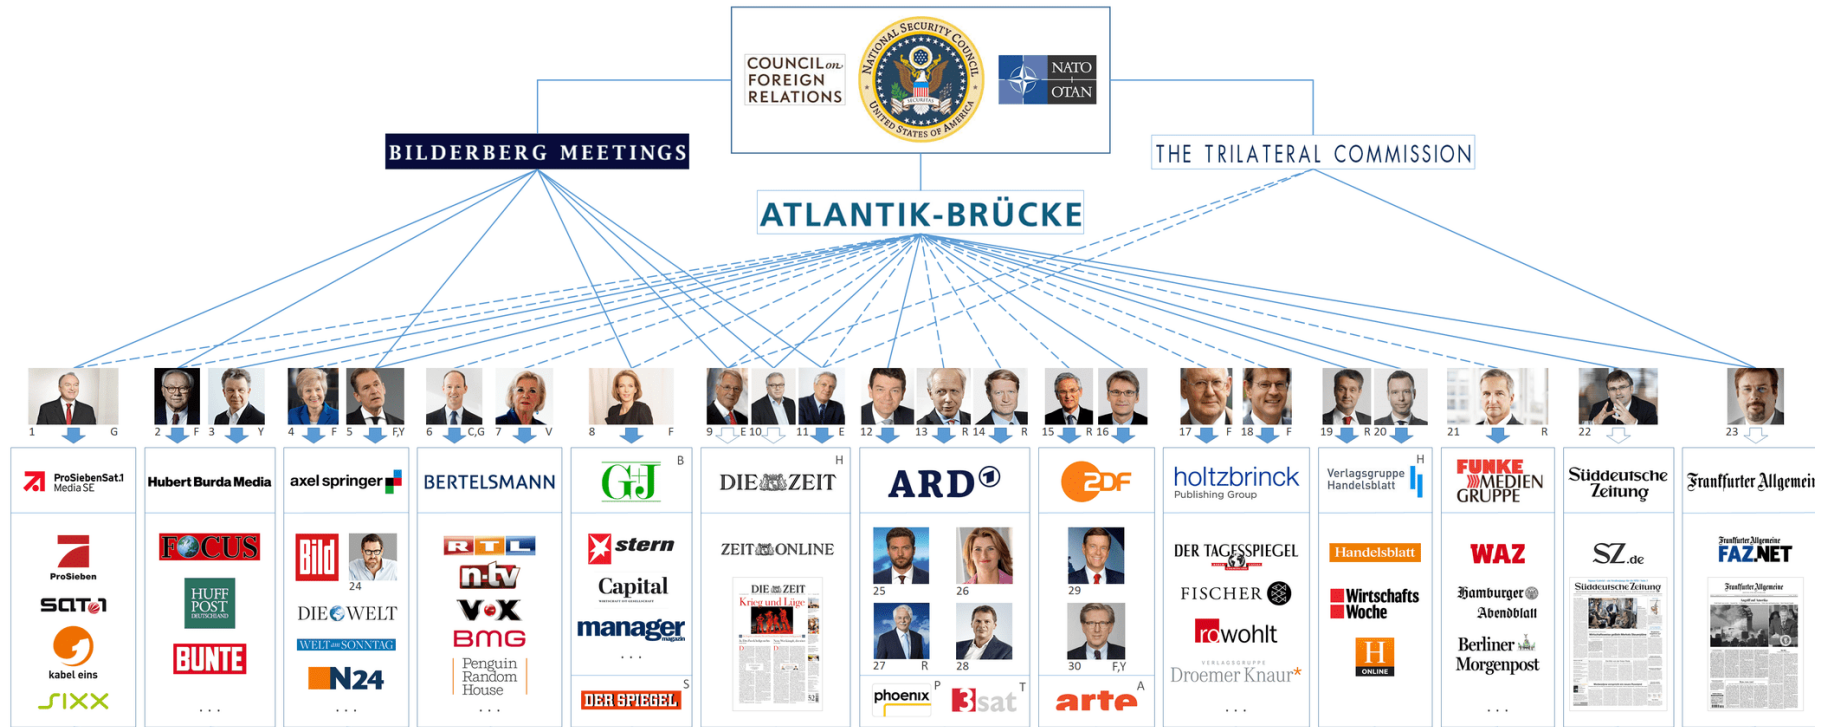 COUNCIL on
FOREIGN
RELATIONS
NATIONAL SECURITY COUNCIL
UNITED STATES OF AMERICA
NATO
OTAN
BILDERBERG MEETINGS
THE TRILATERAL COMMISSION
ATLANTIK-BRÜCKE
1 G
2 F
3 Y
4 F
5 F,Y
6 C,G
7 V
8 F
9 E
10
11 E
12
13 R
14 R
15 R
16
17 F
18 F
19 R
20
21 R
22
23
ProSiebenSat.1
Media SE
Hubert Burda Media
axel springer
BERTELSMANN
B
G+J
H
DIE ZEIT
ARD
2DF
holtzbrinck
Publishing Group
H
Verlagsgruppe
Handelsblatt
FUNKE
MEDIEN
GRUPPE
Süddeutsche
Zeitung
Frankfurter Allgemein
ProSieben
SAT.1
kabel eins
SIXX
FOCUS
HUFF
POST
DEUTSCHLAND
BUNTE
. . .
Bild
24
DIE WELT
WELT am SONNTAG
N24
. . .
RTL
n-tv
VOX
BMG
Penguin
Random
House
. . .
stern
Capital
manager
magazin
. . .
S
DER SPIEGEL
ZEIT ONLINE
DIE ZEIT
Krieg und Lüge
25
26
27 R
28
P
phoenix
T
3sat
29
30 F,Y
A
arte
DER TAGESSPIEGEL
FISCHER
rowohlt
VERLAGSGRUPPE
Droemer Knaur*
. . .
Handelsblatt
Wirtschafts
Woche
H
ONLINE
WAZ
Hamburger
Abendblatt
Berliner
Morgenpost
. . .
SZ.de
Süddeutsche Zeitung
Frankfurter Allgemeine
FAZ.NET
Frankfurter Allgemeine